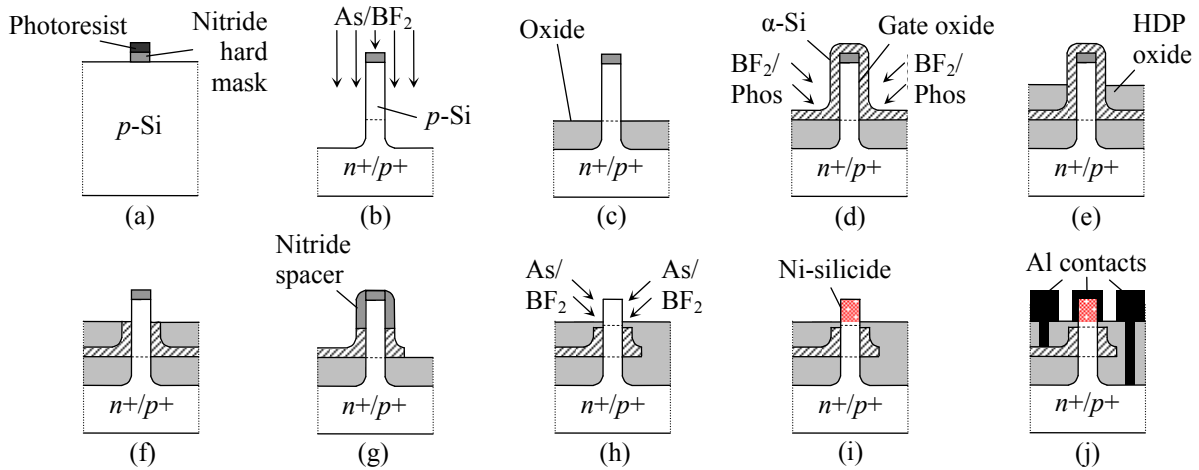 Photoresist
Nitride
hard
mask
p-Si
(a)
As/BF2
p-Si
n+/p+
(b)
Oxide
n+/p+
(c)
α-Si
Gate oxide
BF2/
Phos
BF2/
Phos
n+/p+
(d)
HDP
oxide
n+/p+
(e)
n+/p+
(f)
Nitride
spacer
n+/p+
(g)
As/
BF2
As/
BF2
n+/p+
(h)
Ni-silicide
n+/p+
(i)
Al contacts
n+/p+
(j)